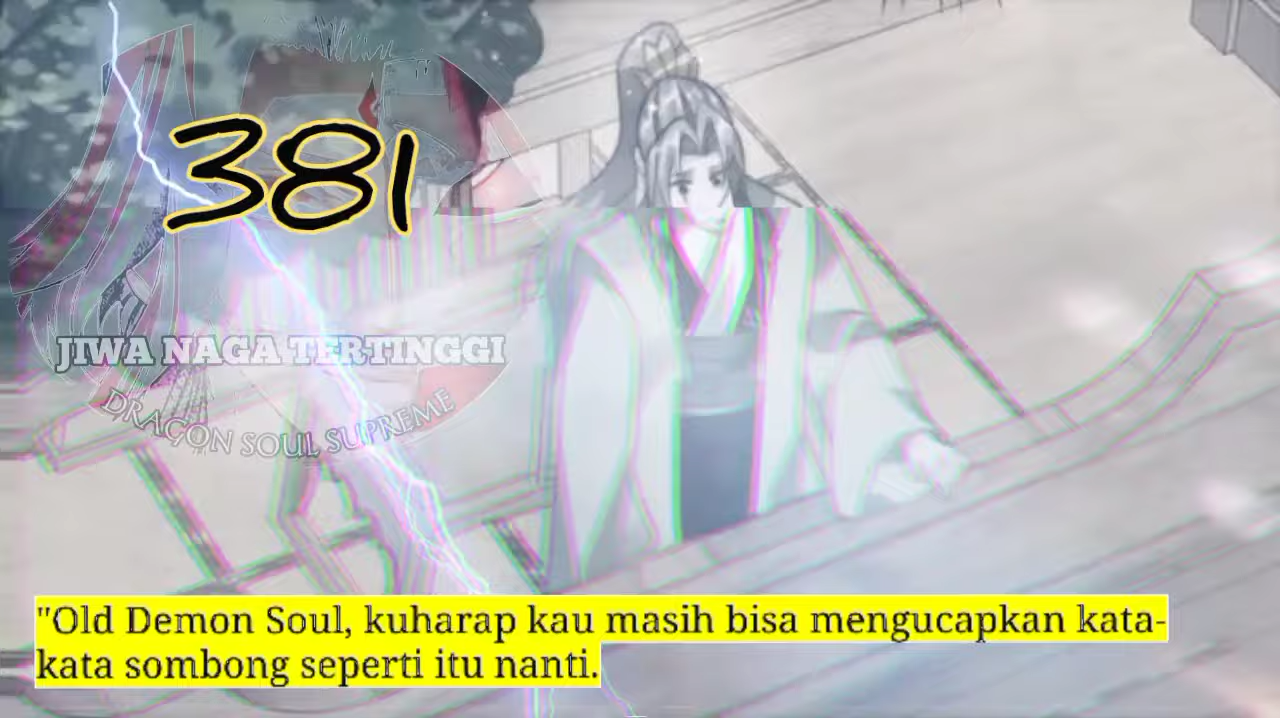 381
JIWA NAGA TERTINGGI
DRAGON SOUL SUPREME
"Old Demon Soul, kuharap kau masih bisa mengucapkan kata-
kata sombong seperti itu nanti.